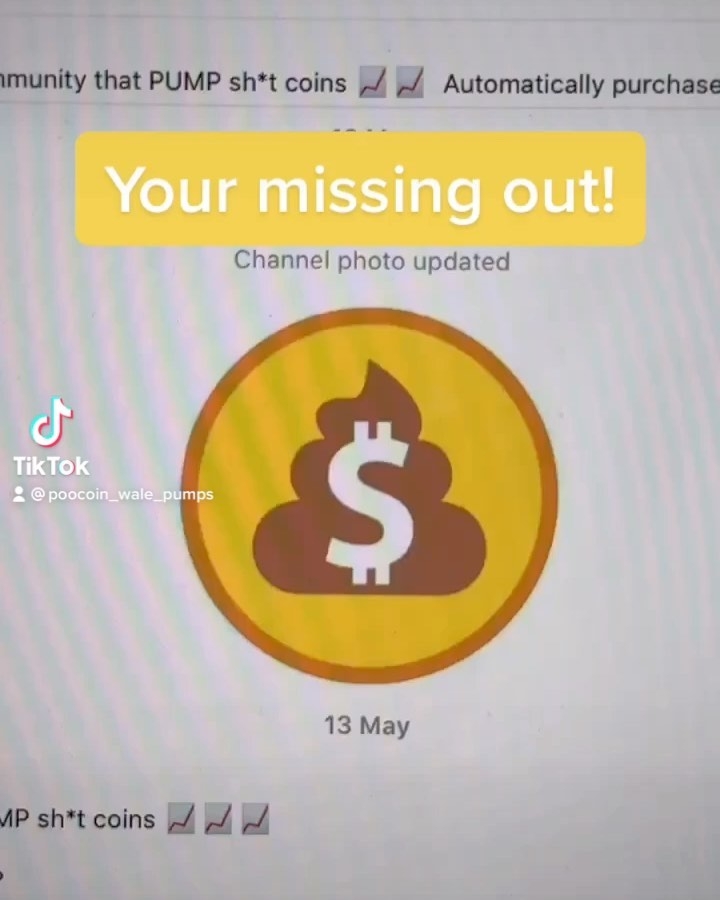 mmunity that PUMP sh*t coins 📈 📈 Automatically purchase
Your missing out!
Channel photo updated
$
TikTok
@poocoin_wale_pumps
13 May
MP sh*t coins 📈 📈 📈